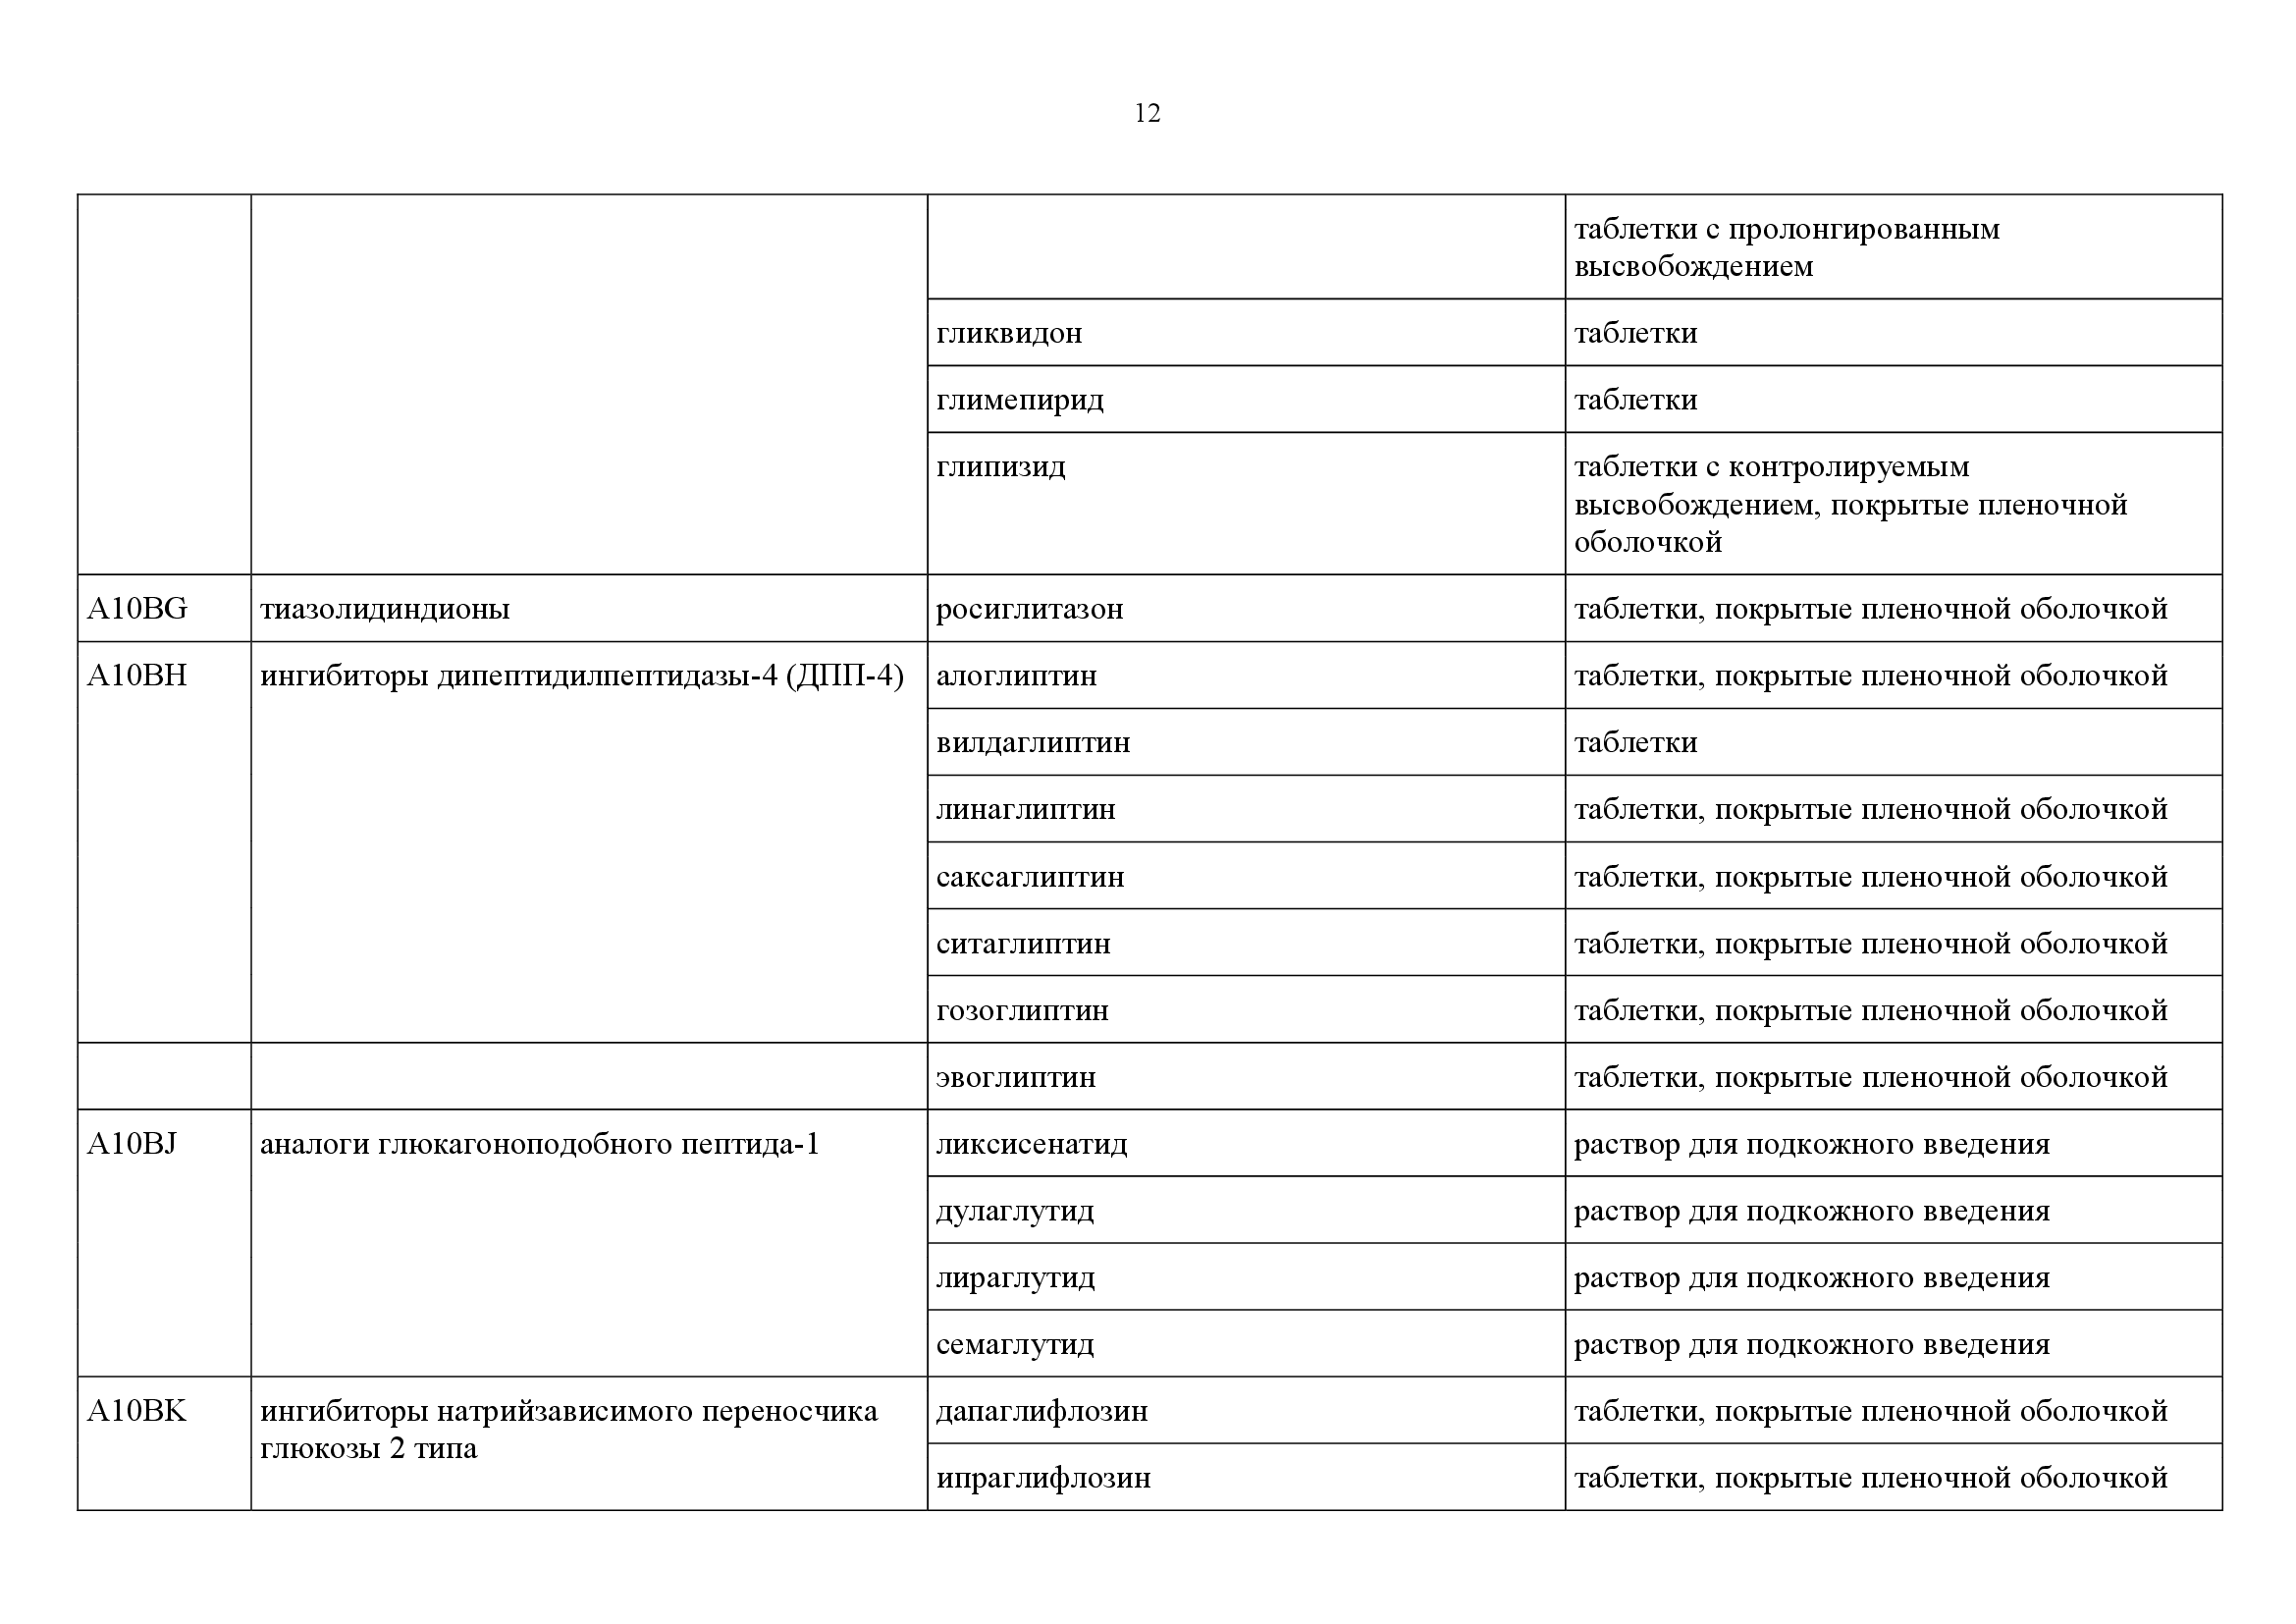 12
таблетки с пролонгированным
высвобождением
гликвидон таблетки
глимепирид таблетки
глипизид таблетки с контролируемым
высвобождением, покрытые пленочной
оболочкой
A10BG тиазолидиндионы росиглитазон таблетки, покрытые пленочной оболочкой
A10BH ингибиторы дипептидилпептидазы-4 (ДПП-4) алоглиптин таблетки, покрытые пленочной оболочкой
вилдаглиптин таблетки
линаглиптин таблетки, покрытые пленочной оболочкой
саксаглиптин таблетки, покрытые пленочной оболочкой
ситаглиптин таблетки, покрытые пленочной оболочкой
гозоглиптин таблетки, покрытые пленочной оболочкой
эвоглиптин таблетки, покрытые пленочной оболочкой
A10BJ аналоги глюкагоноподобного пептида-1 ликсисенатид раствор для подкожного введения
дулаглутид раствор для подкожного введения
лираглутид раствор для подкожного введения
семаглутид раствор для подкожного введения
A10BK ингибиторы натрийзависимого переносчика дапаглифлозин таблетки, покрытые пленочной оболочкой
глюкозы 2 типа
ипраглифлозин таблетки, покрытые пленочной оболочкой